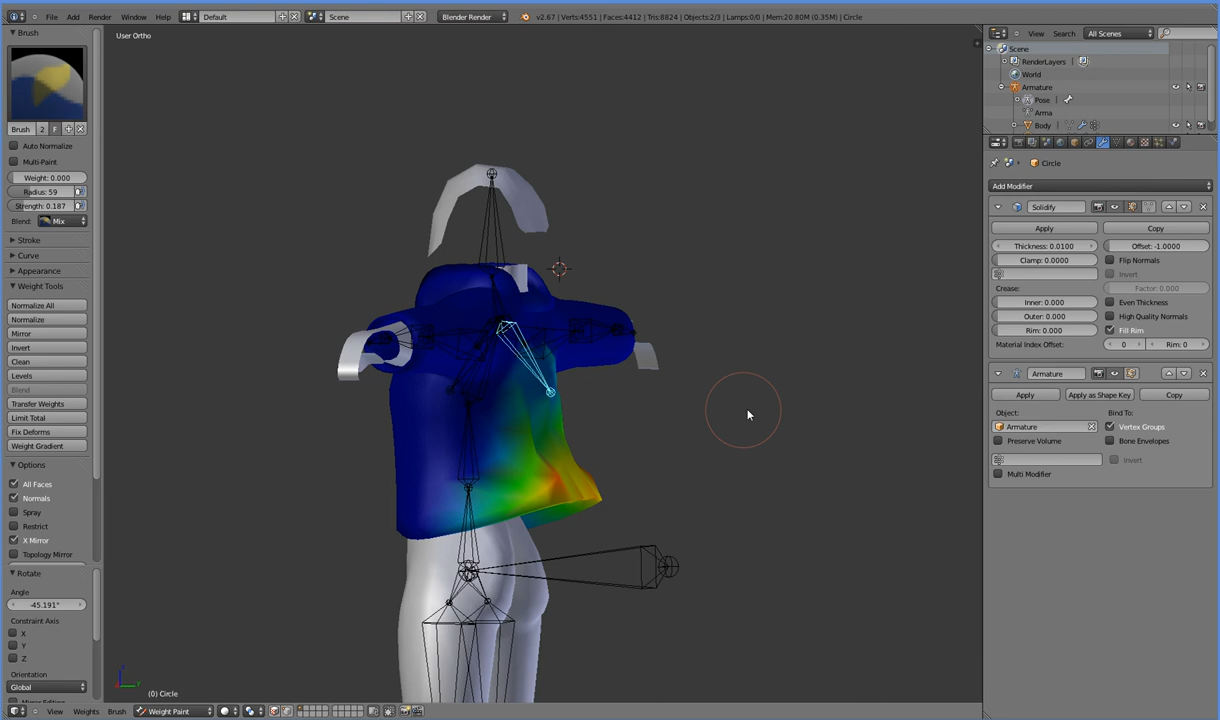 File Add Render Window Help Default Scene Blender Render v2.67 | Verts:4551 | Faces:4412 | Tris:8824 | Objects:2/3 | Lamps:0/0 | Mem:20.80M (0.35M) | Circle
Brush
Brush 2 F
Auto Normalize
Multi-Paint
Weight: 0.000
Radius: 59
Strength: 0.187
Blend: Mix
Stroke
Curve
Appearance
Weight Tools
Normalize All
Normalize
Mirror
Invert
Clean
Levels
Blend
Transfer Weights
Limit Total
Fix Deforms
Weight Gradient
Options
All Faces
Normals
Spray
Restrict
X Mirror
Topology Mirror
Rotate
Angle
-45.191°
Constraint Axis
X
Y
Z
Orientation
Global
User Ortho
(0) Circle
View Weights Brush Weight Paint
View Search All Scenes
Scene
RenderLayers |
World
Armature
Pose |
Arma
Body |
Circle
Add Modifier
Solidify
Apply Copy
Thickness: 0.0100 Offset: -1.0000
Clamp: 0.0000 Flip Normals
Invert
Crease: Factor: 0.000
Inner: 0.000 Even Thickness
Outer: 0.000 High Quality Normals
Rim: 0.000 Fill Rim
Material Index Offset: 0 Rim: 0
Armature
Apply Apply as Shape Key Copy
Object: Bind To:
Armature Vertex Groups
Preserve Volume Bone Envelopes
Invert
Multi Modifier